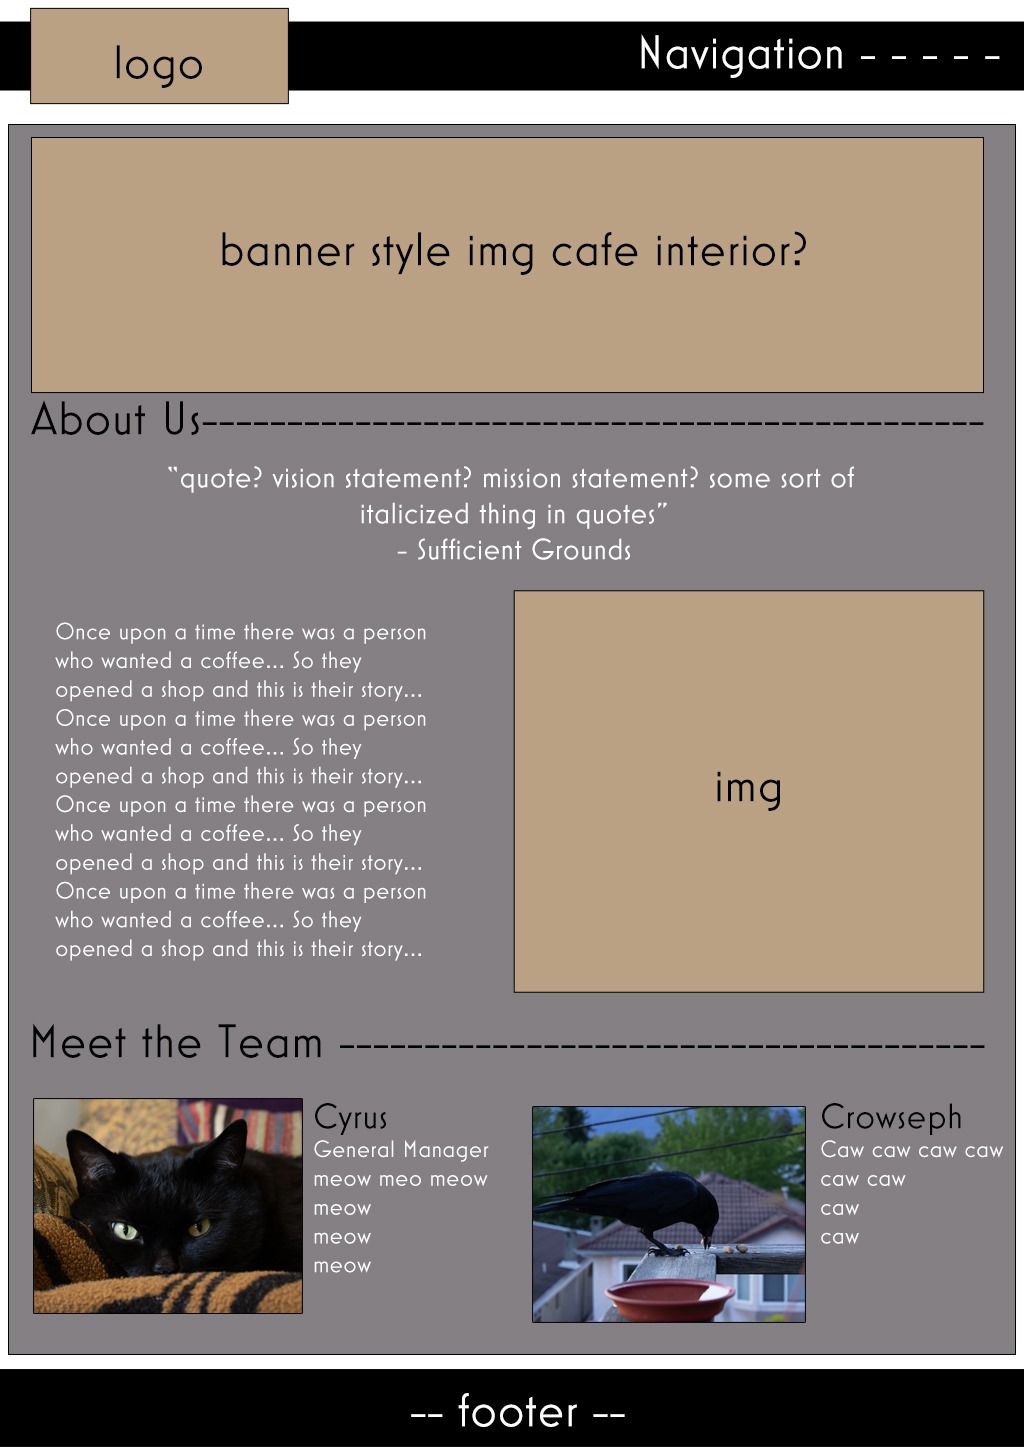 logo
Navigation - - - - -
banner style img cafe interior?
About Us----------------------------------------------
"quote? vision statement? mission statement? some sort of
italicized thing in quotes"
- Sufficient Grounds
Once upon a time there was a person
who wanted a coffee... So they
opened a shop and this is their story...
Once upon a time there was a person
who wanted a coffee... So they
opened a shop and this is their story...
Once upon a time there was a person
who wanted a coffee... So they
opened a shop and this is their story...
Once upon a time there was a person
who wanted a coffee... So they
opened a shop and this is their story...
img
Meet the Team --------------------------------------
Cyrus
General Manager
meow meo meow
meow
meow
meow
Crowseph
Caw caw caw caw
caw caw
caw
caw
-- footer --